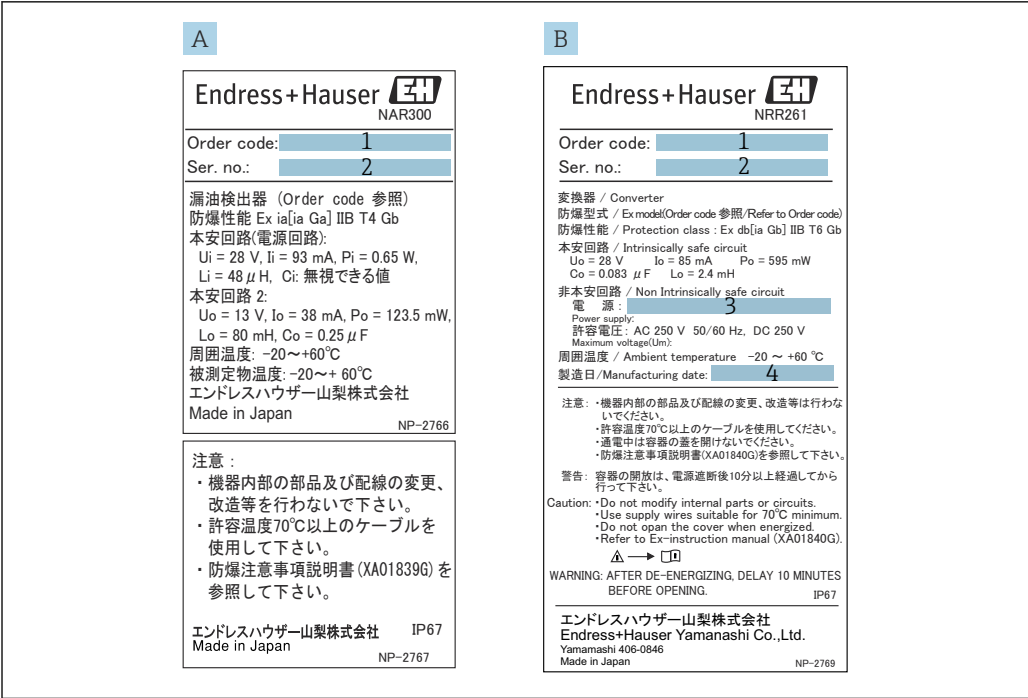 A
Endress+Hauser EH
NAR300
Order code: 1
Ser. no.: 2
漏油検出器 (Order code 参照)
防爆性能 Ex ia[ia Ga] IIB T4 Gb
本安回路(電源回路):
Ui = 28 V, Ii = 93 mA, Pi = 0.65 W,
Li = 48 μH, Ci: 無視できる値
本安回路 2:
Uo = 13 V, Io = 38 mA, Po = 123.5 mW,
Lo = 80 mH, Co = 0.25 μF
周囲温度: -20~+60℃
被測定物温度: -20~+ 60℃
エンドレスハウザー山梨株式会社
Made in Japan
NP-2766
注意 :
・機器内部の部品及び配線の変更、
改造等を行わないで下さい。
・許容温度70℃以上のケーブルを
使用して下さい。
・防爆注意事項説明書(XA01839G)を
参照して下さい。
エンドレスハウザー山梨株式会社 IP67
Made in Japan
NP-2767
B
Endress+Hauser EH
NRR261
Order code: 1
Ser. no.: 2
変換器 / Converter
防爆型式 / Ex model(Order code 参照/Refer to Order code)
防爆性能 / Protection class : Ex db[ia Gb] IIB T6 Gb
本安回路 / Intrinsically safe circuit
Uo = 28 V Io = 85 mA Po = 595 mW
Co = 0.083 μF Lo = 2.4 mH
非本安回路 / Non Intrinsically safe circuit
電 源 : 3
Power supply:
許容電圧 : AC 250 V 50/60 Hz, DC 250 V
Maximum voltage(Um):
周囲温度 / Ambient temperature -20 ~ +60 ℃
製造日/Manufacturing date: 4
注意 : ・機器内部の部品及び配線の変更、改造等は行わな
いでください。
・許容温度70℃以上のケーブルを使用してください。
・通電中は容器の蓋を開けないでください。
・防爆注意事項説明書(XA01840G)を参照して下さい。
警告: 容器の開放は、電源遮断後10分以上経過してから
行って下さい。
Caution: ・Do not modify internal parts or circuits.
・Use supply wires suitable for 70℃ minimum.
・Do not opan the cover when energized.
・Refer to Ex-instruction manual (XA01840G).
WARNING: AFTER DE-ENERGIZING, DELAY 10 MINUTES
BEFORE OPENING. IP67
エンドレスハウザー山梨株式会社
Endress+Hauser Yamanashi Co.,Ltd.
Yamamashi 406-0846
Made in Japan NP-2769